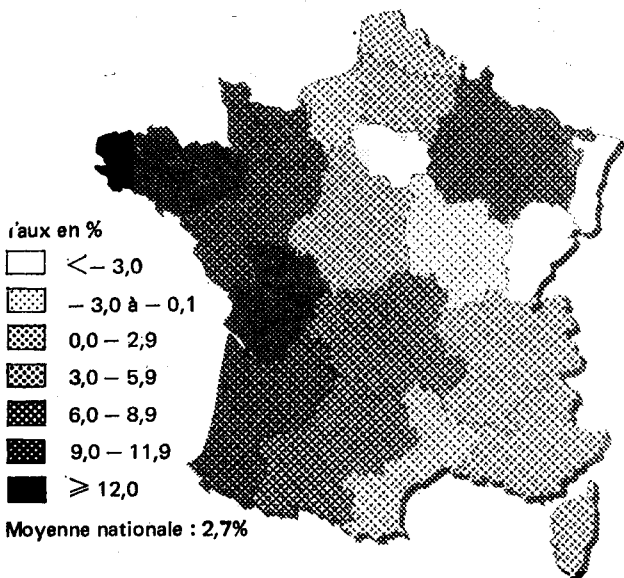 Taux en %
< – 3,0
– 3,0 à – 0,1
0,0 – 2,9
3,0 – 5,9
6,0 – 8,9
9,0 – 11,9
⩾ 12,0
Moyenne nationale : 2,7%